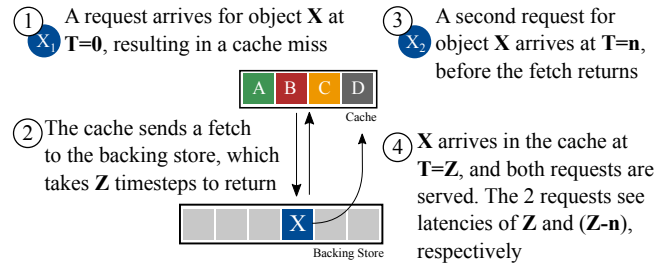 1 A request arrives for object X at
X1 T=0, resulting in a cache miss
3 A second request for
X2 object X arrives at T=n,
before the fetch returns
A B C D
Cache
2 The cache sends a fetch
to the backing store, which
takes Z timesteps to return
4 X arrives in the cache at
T=Z, and both requests are
served. The 2 requests see
latencies of Z and (Z-n),
respectively
X
Backing Store